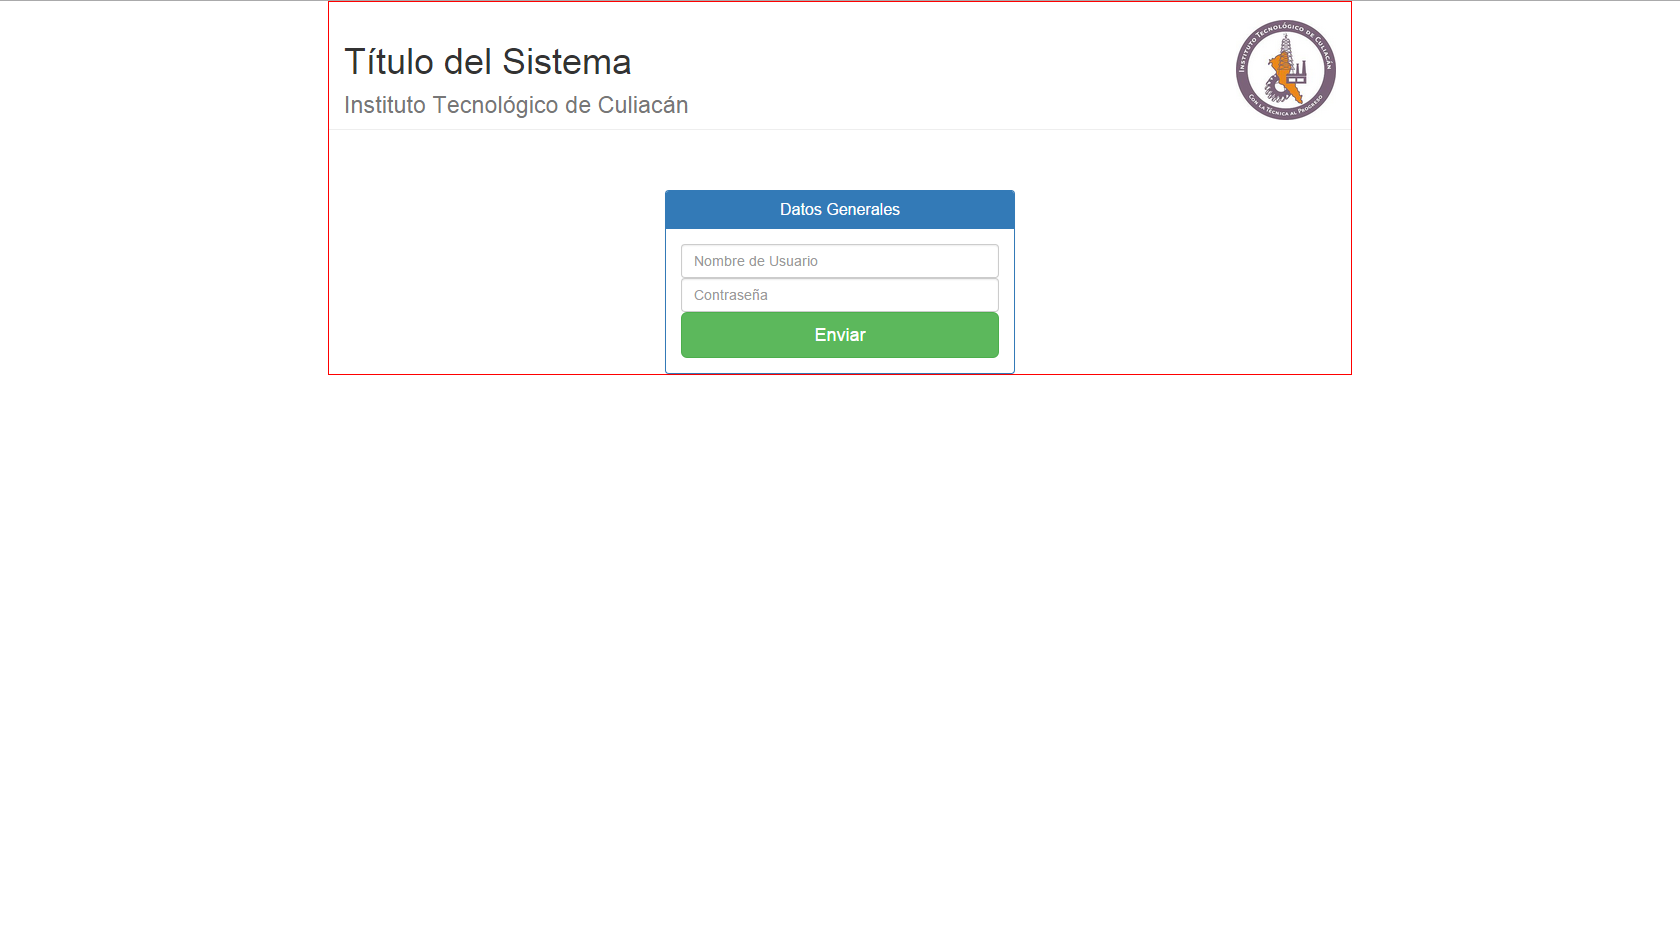 Título del Sistema
Instituto Tecnológico de Culiacán
INSTITUTO TECNOLÓGICO DE CULIACÁN
CON LA TÉCNICA AL PROGRESO
Datos Generales
Nombre de Usuario
Contraseña
Enviar